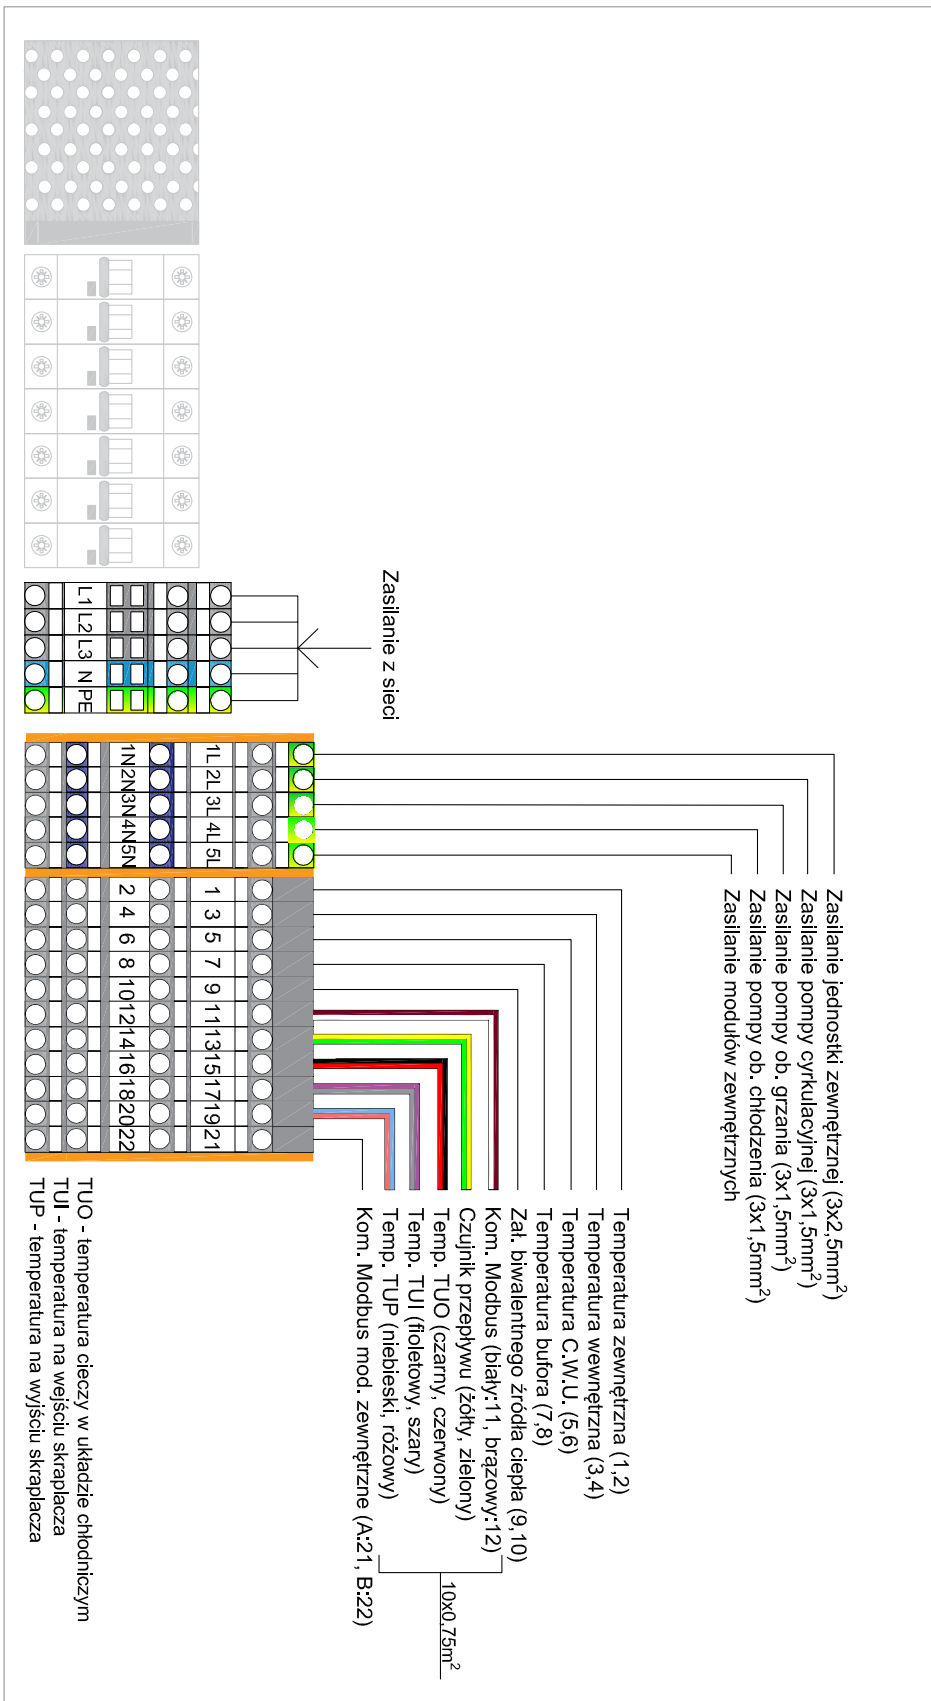 Zasilanie z sieci
L1 L2 L3 N PE
Zasilanie jednostki zewnętrznej (3x2,5mm²)
Zasilanie pompy cyrkulacyjnej (3x1,5mm²)
Zasilanie pompy ob. grzania (3x1,5mm²)
Zasilanie pompy ob. chłodzenia (3x1,5mm²)
Zasilanie modułów zewnętrznych
1L 2L 3L 4L 5L
1N 2N 3N 4N 5N
1 3 5 7 9 11 13 15 17 19 21
2 4 6 8 10 12 14 16 18 20 22
Temperatura zewnętrzna (1,2)
Temperatura wewnętrzna (3,4)
Temperatura C.W.U. (5,6)
Temperatura bufora (7,8)
Zał. biwalentnego źródła ciepła (9,10)
Kom. Modbus (biały:11, brązowy:12)
Czujnik przepływu (żółty, zielony)
Temp. TUO (czarny, czerwony)
Temp. TUI (fioletowy, szary)
Temp. TUP (niebieski, różowy)
Kom. Modbus mod. zewnętrzne (A:21, B:22)
10x0,75m²
TUO - temperatura cieczy w układzie chłodniczym
TUI - temperatura na wejściu skraplacza
TUP - temperatura na wyjściu skraplacza